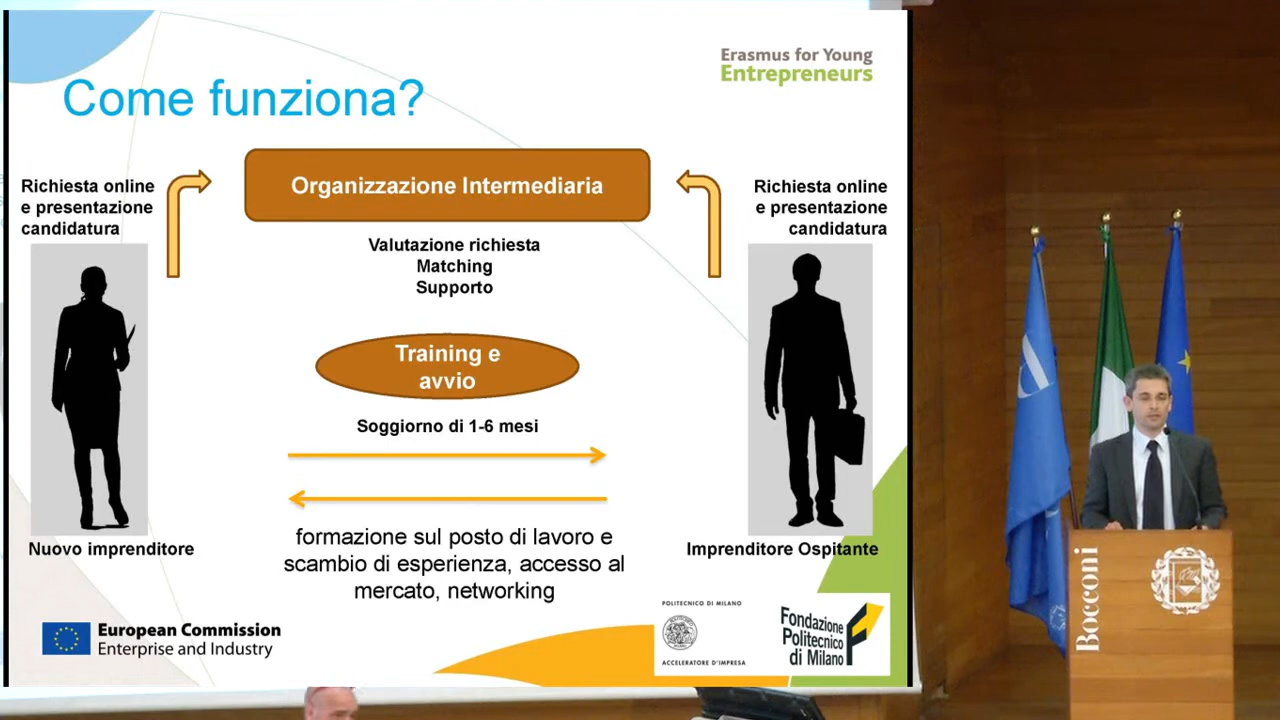 Erasmus for Young
Entrepreneurs
Come funziona?
Richiesta online
e presentazione
candidatura
Organizzazione Intermediaria
Richiesta online
e presentazione
candidatura
Valutazione richiesta
Matching
Supporto
Training e
avvio
Soggiorno di 1-6 mesi
formazione sul posto di lavoro e
scambio di esperienza, accesso al
mercato, networking
Nuovo imprenditore
Imprenditore Ospitante
European Commission
Enterprise and Industry
POLITECNICO DI MILANO
ACCELERATORE D'IMPRESA
Fondazione
Politecnico
di Milano
Bocconi